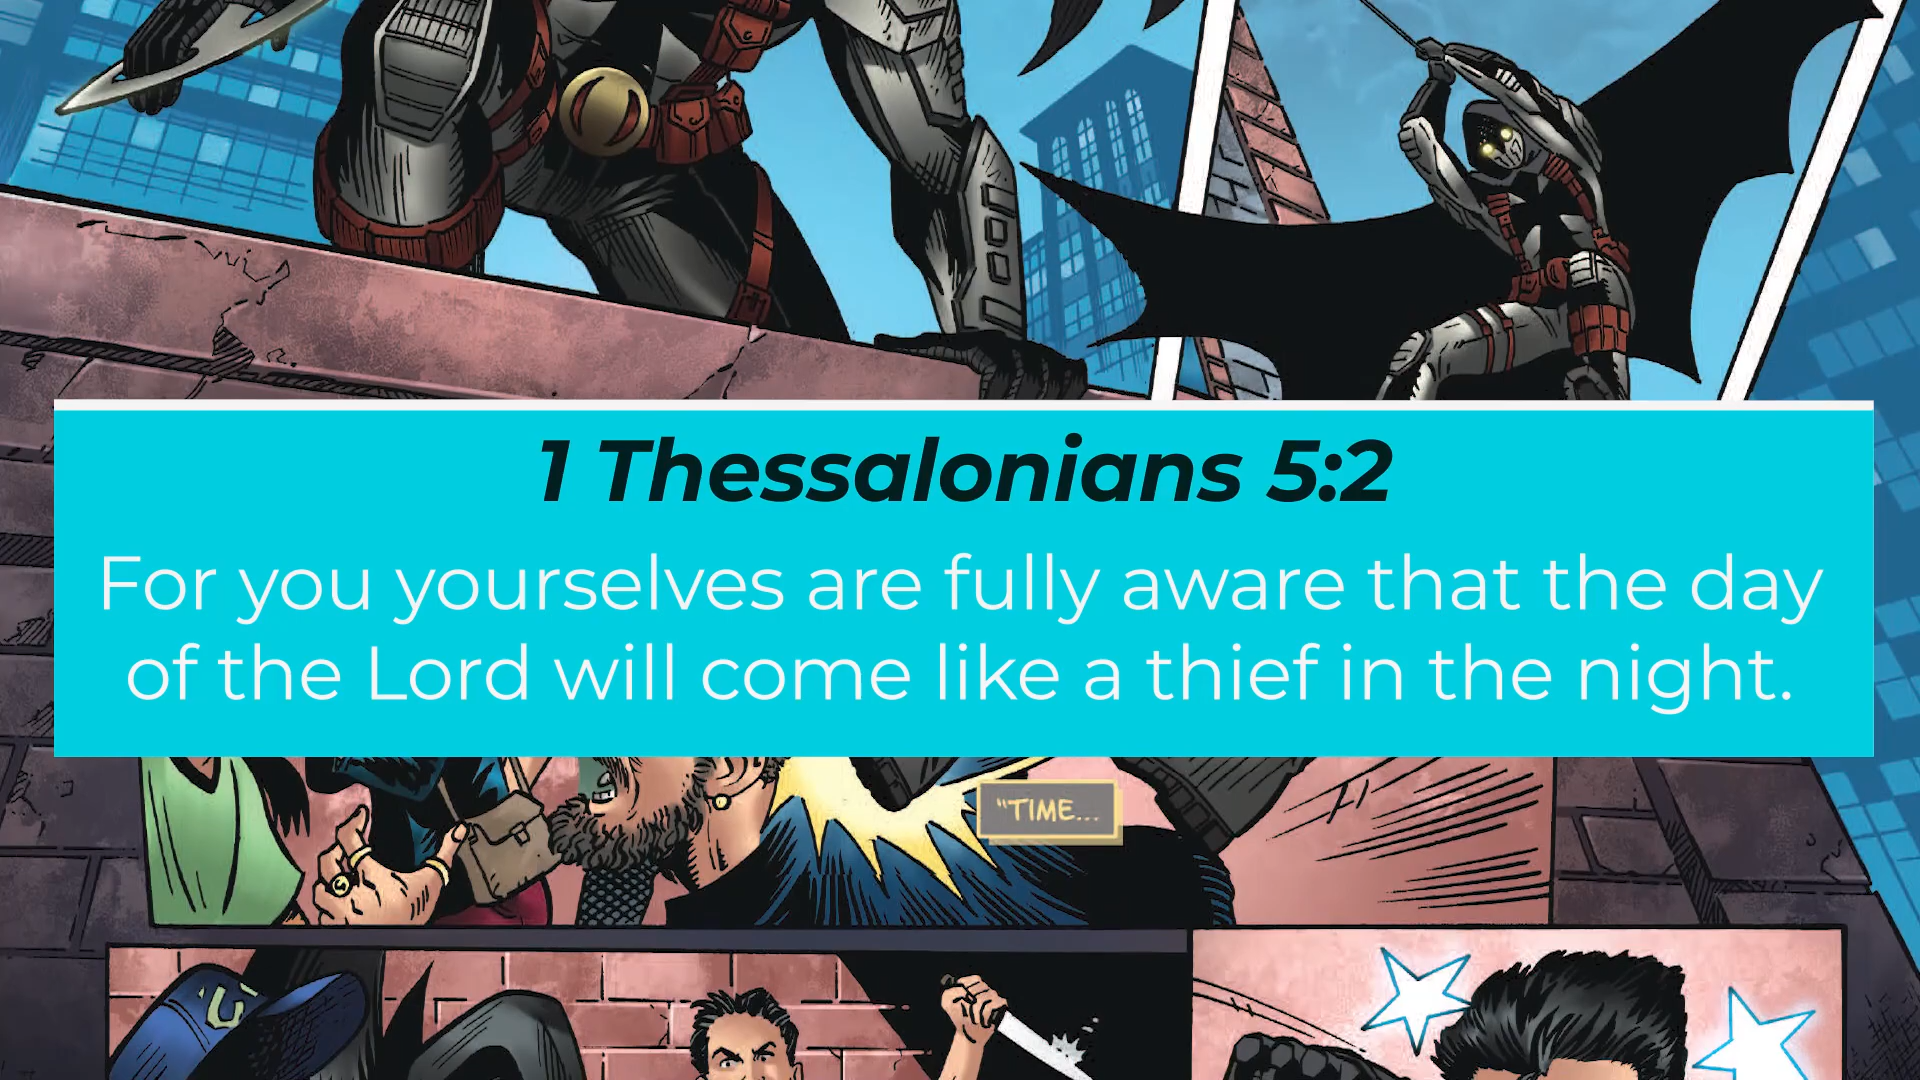 1 Thessalonians 5:2
For you yourselves are fully aware that the day
of the Lord will come like a thief in the night.
"TIME...